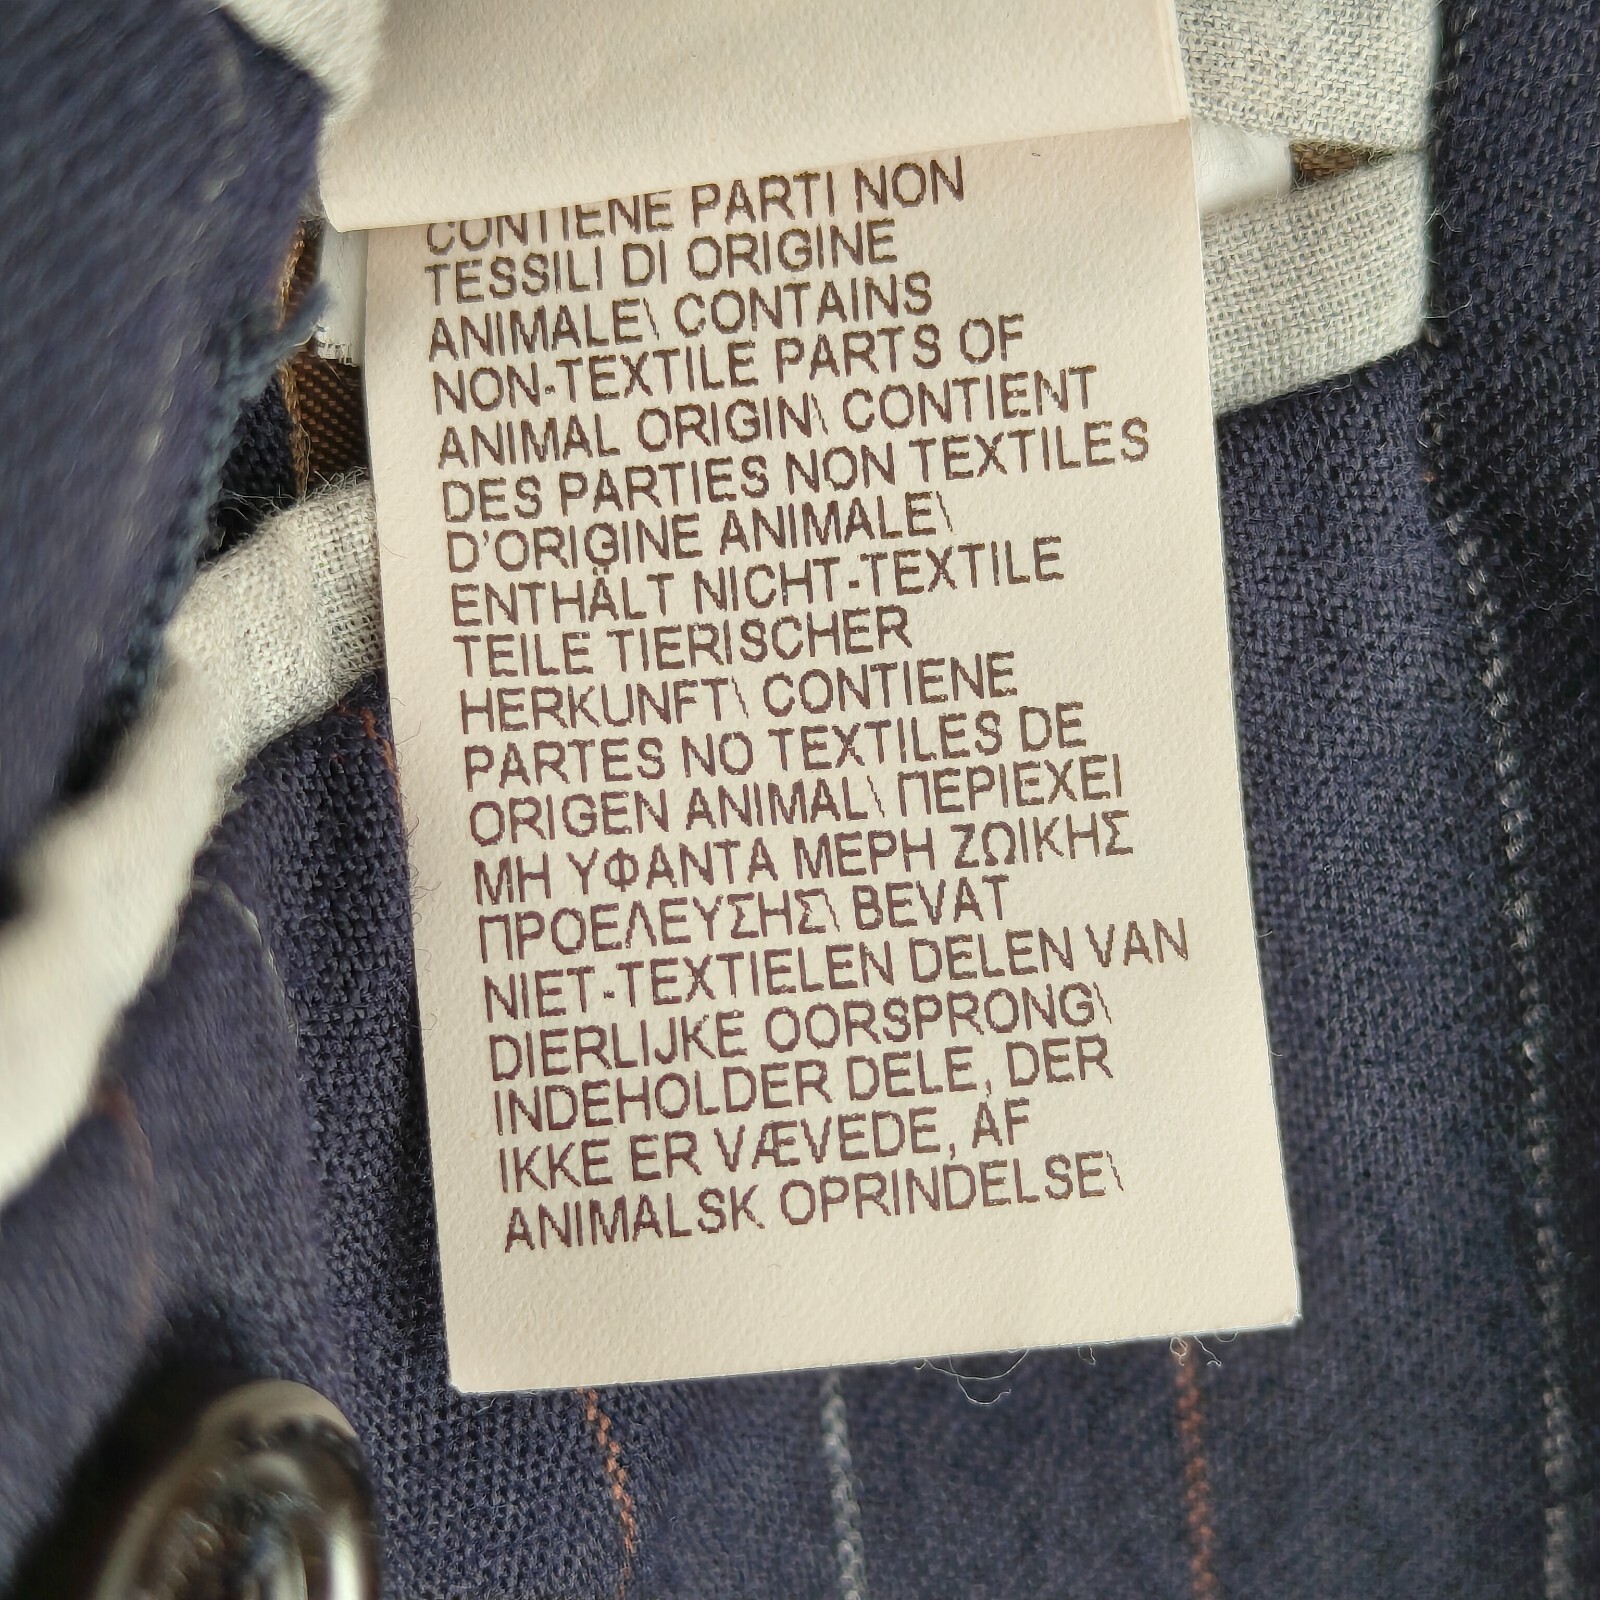 CONTIENE PARTI NON
TESSILI DI ORIGINE
ANIMALE\ CONTAINS
NON-TEXTILE PARTS OF
ANIMAL ORIGIN\ CONTIENT
DES PARTIES NON TEXTILES
D'ORIGINE ANIMALE\
ENTHÄLT NICHT-TEXTILE
TEILE TIERISCHER
HERKUNFT\ CONTIENE
PARTES NO TEXTILES DE
ORIGEN ANIMAL\ ΠΕΡΙΕΧΕΙ
ΜΗ ΥΦΑΝΤΑ ΜΕΡΗ ΖΩΙΚΗΣ
ΠΡΟΕΛΕΥΣΗΣ\ BEVAT
NIET-TEXTIELEN DELEN VAN
DIERLIJKE OORSPRONG\
INDEHOLDER DELE, DER
IKKE ER VÆVEDE, AF
ANIMALSK OPRINDELSE\